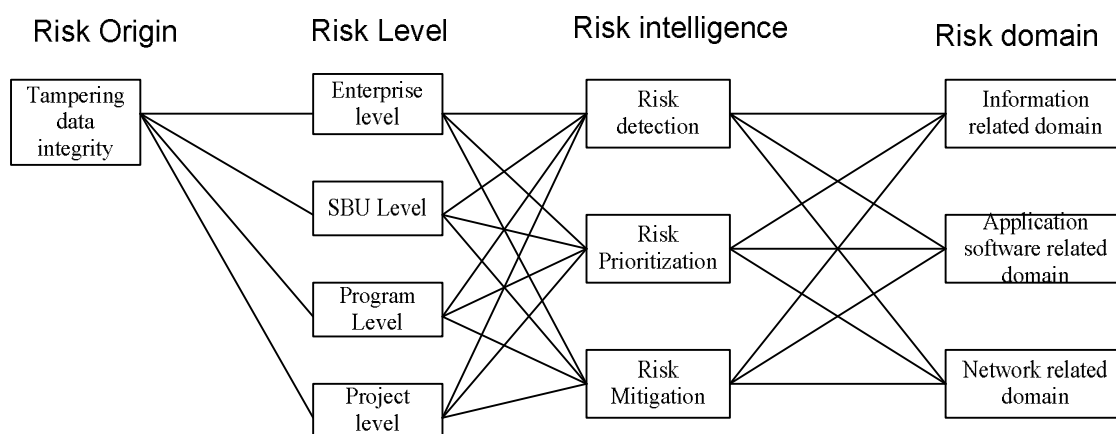 Risk Origin
Risk Level
Risk intelligence
Risk domain
Tampering
data
integrity
Enterprise
level
SBU Level
Program
Level
Project
level
Risk
detection
Risk
Prioritization
Risk
Mitigation
Information
related domain
Application
software related
domain
Network related
domain